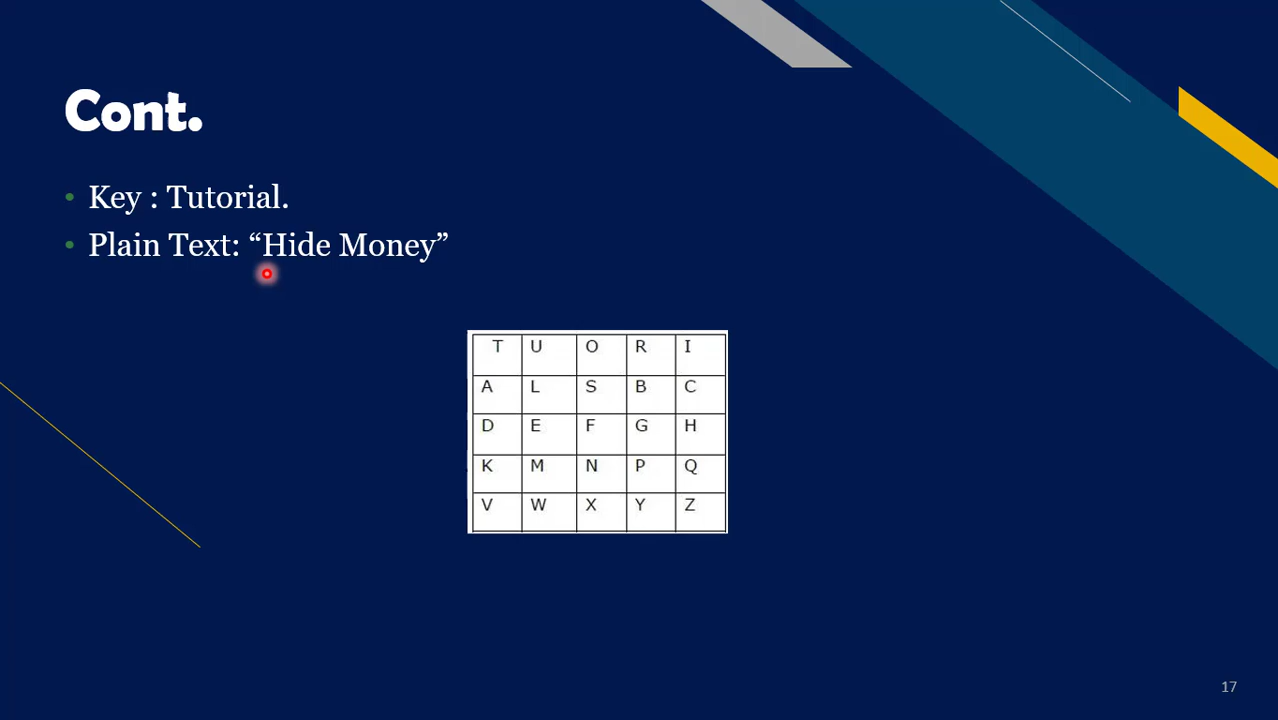 Cont.
• Key : Tutorial.
• Plain Text: “Hide Money”
T U O R I
A L S B C
D E F G H
K M N P Q
V W X Y Z
17